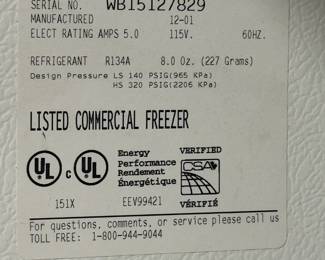 SERIAL NO. WB15127829
MANUFACTURED 12-01
ELECT RATING AMPS 5.0 115V. 60HZ.
REFRIGERANT R134A 8.0 Oz. (227 Grams)
Design Pressure LS 140 PSIG(965 KPa)
HS 320 PSIG(2206 KPa)
LISTED COMMERCIAL FREEZER
UL c UL
Energy
Performance
Rendement
Énergétique
VERIFIED
CSA
VÉRIFIÉ
151X EEV99421
For questions, comments, or service please call us
TOLL FREE: 1-800-944-9044